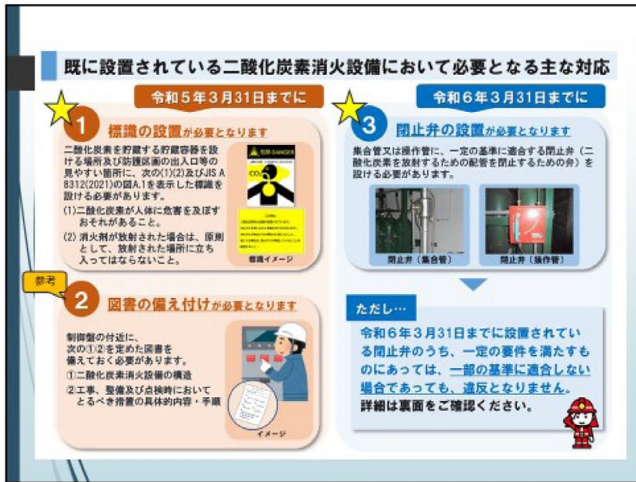 既に設置されている二酸化炭素消火設備において必要となる主な対応
令和5年3月31日までに
1
標識の設置が必要となります
二酸化炭素を貯蔵する貯蔵容器を設
ける場所及び防護区画の出入口等の
見やすい箇所に、次の(1)(2)及びJIS A
8312(2021)の図A.1を表示した標識を
設ける必要があります。
(1)二酸化炭素が人体に危害を及ぼす
おそれがあること。
(2) 消火剤が放射された場合は、原則
として、放射された場所に立ち
入ってはならないこと。
危険 DANGER
CO₂
標識イメージ
参考
2
図書の備え付けが必要となります
制御盤の付近に、
次の①②を定めた図書を
備えておく必要があります。
①二酸化炭素消火設備の構造
②工事、整備及び点検時において
とるべき措置の具体的内容・手順
イメージ
令和6年3月31日までに
3
閉止弁の設置が必要となります
集合管又は操作管に、一定の基準に適合する閉止弁（二
酸化炭素を放射するための配管を閉止するための弁）を
設ける必要があります。
閉止弁（集合管）
閉止弁（操作管）
ただし…
令和6年3月31日までに設置されてい
る閉止弁のうち、一定の要件を満たすも
のにあっては、一部の基準に適合しない
場合であっても、違反となりません。
詳細は裏面をご確認ください。